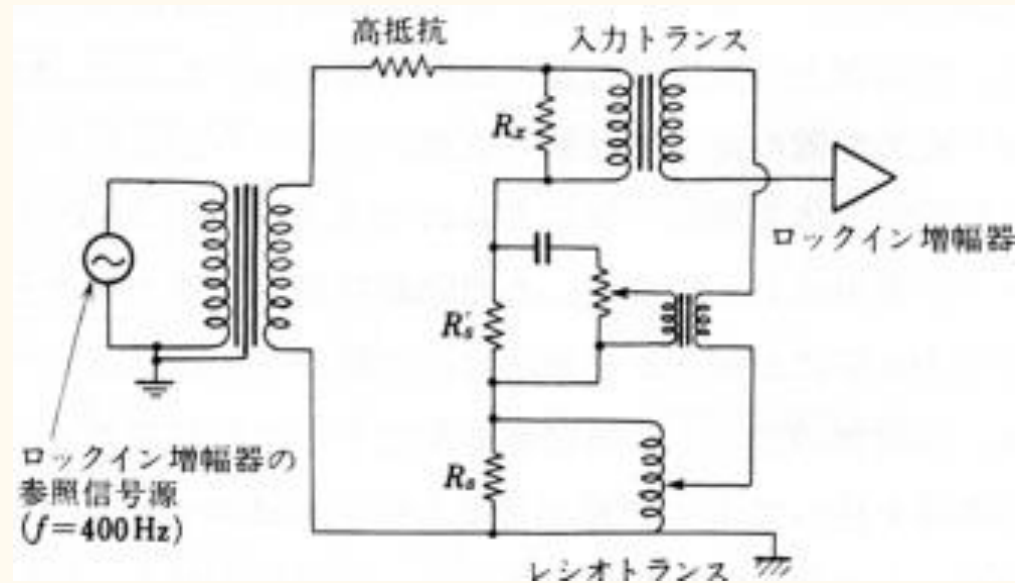 高抵抗
入力トランス
Rx
ロックイン増幅器
Rs'
Rs
ロックイン増幅器の
参照信号源
(f=400Hz)
レシオトランス